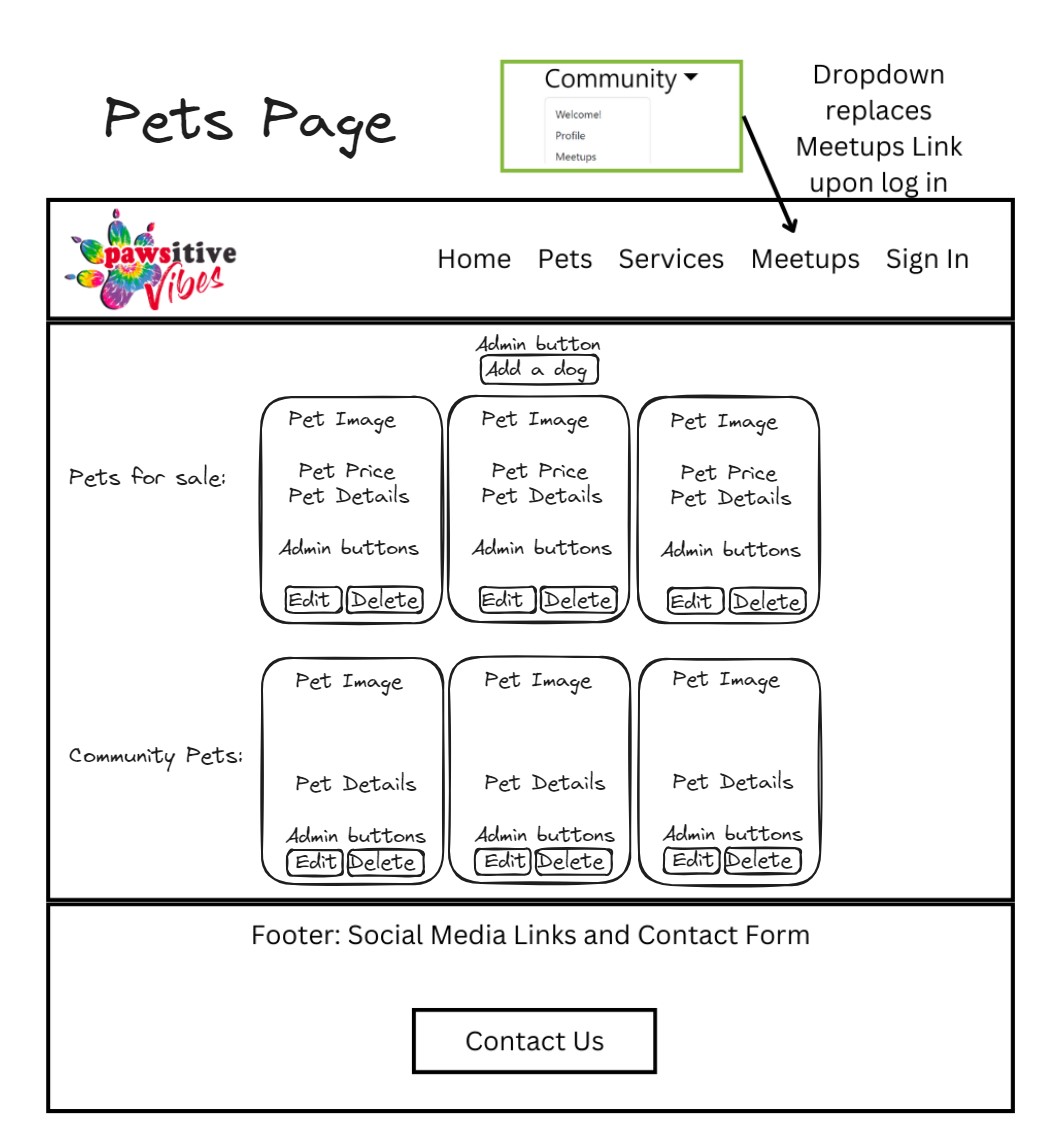 Pets Page
Community
Welcome!
Profile
Meetups
Dropdown
replaces
Meetups Link
upon log in
pawsitive
Vibes
Home Pets Services Meetups Sign In
Admin button
Add a dog
Pets for sale:
Pet Image
Pet Price
Pet Details
Admin buttons
Edit Delete
Pet Image
Pet Price
Pet Details
Admin buttons
Edit Delete
Pet Image
Pet Price
Pet Details
Admin buttons
Edit Delete
Community Pets:
Pet Image
Pet Details
Admin buttons
Edit Delete
Pet Image
Pet Details
Admin buttons
Edit Delete
Pet Image
Pet Details
Admin buttons
Edit Delete
Footer: Social Media Links and Contact Form
Contact Us